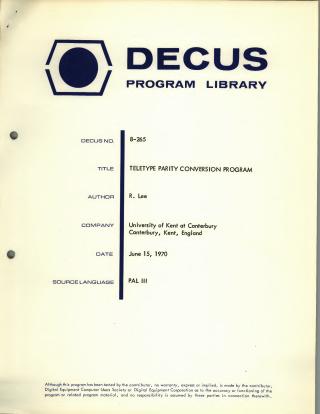 DECUS
PROGRAM LIBRARY
DECUS NO. 8-265
TITLE TELETYPE PARITY CONVERSION PROGRAM
AUTHOR R. Lee
COMPANY University of Kent at Canterbury
Canterbury, Kent, England
DATE June 15, 1970
SOURCE LANGUAGE PAL III
Although this program has been tested by the contributor, no warranty, express or implied, is made by the contributor,
Digital Equipment Computer Users Society or Digital Equipment Corporation as to the accuracy or functioning of the
program or related program material, and no responsibility is assumed by these parties in connection therewith.